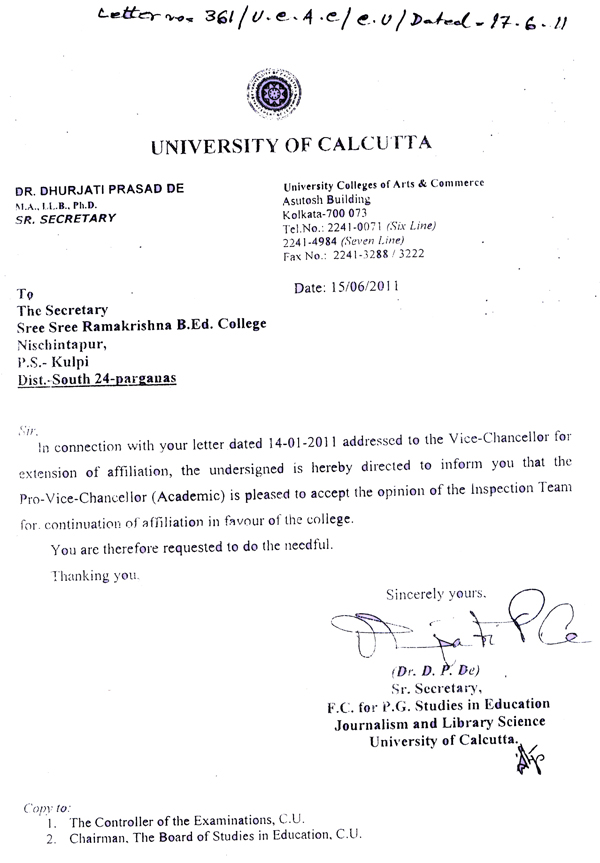 Letter no- 361/U.C.A.C/C.U/Dated- 17.6.11
UNIVERSITY OF CALCUTTA
DR. DHURJATI PRASAD DE
M.A., LL.B., Ph.D.
SR. SECRETARY
University Colleges of Arts & Commerce
Asutosh Building
Kolkata-700 073
Tel.No.: 2241-0071 (Six Line)
2241-4984 (Seven Line)
Fax No.: 2241-3288 / 3222
Date: 15/06/2011
To
The Secretary
Sree Sree Ramakrishna B.Ed. College
Nischintapur,
P.S.- Kulpi
Dist.-South 24-parganas
Sir,
In connection with your letter dated 14-01-2011 addressed to the Vice-Chancellor for
extension of affiliation, the undersigned is hereby directed to inform you that the
Pro-Vice-Chancellor (Academic) is pleased to accept the opinion of the Inspection Team
for continuation of affiliation in favour of the college.
You are therefore requested to do the needful.
Thanking you.
Sincerely yours,
(Dr. D. P. De)
Sr. Secretary,
F.C. for P.G. Studies in Education
Journalism and Library Science
University of Calcutta.
Copy to:
1. The Controller of the Examinations, C.U.
2. Chairman, The Board of Studies in Education, C.U.